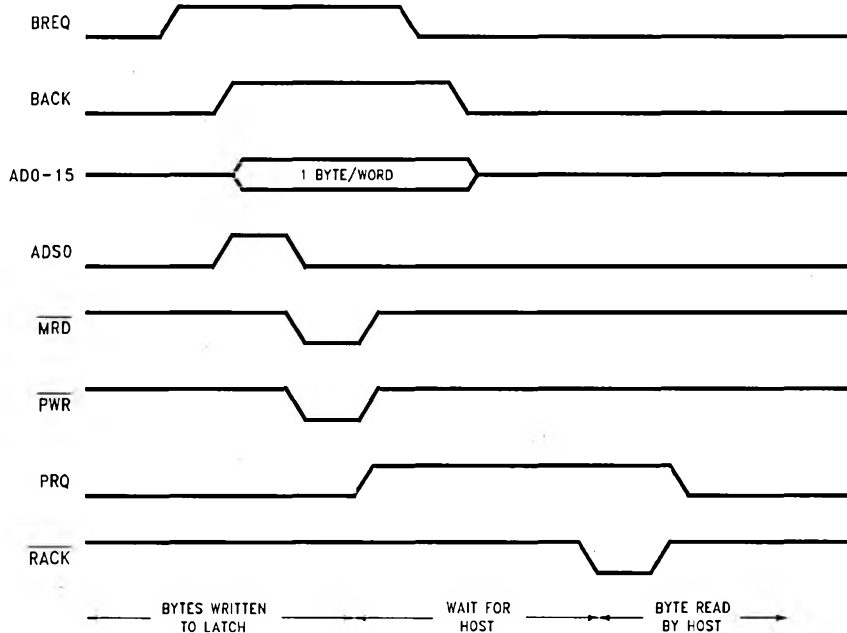 BREQ
BACK
AD0-15
1 BYTE/WORD
ADS0
MRD
PWR
PRQ
RACK
BYTES WRITTEN
TO LATCH
WAIT FOR
HOST
BYTE READ
BY HOST